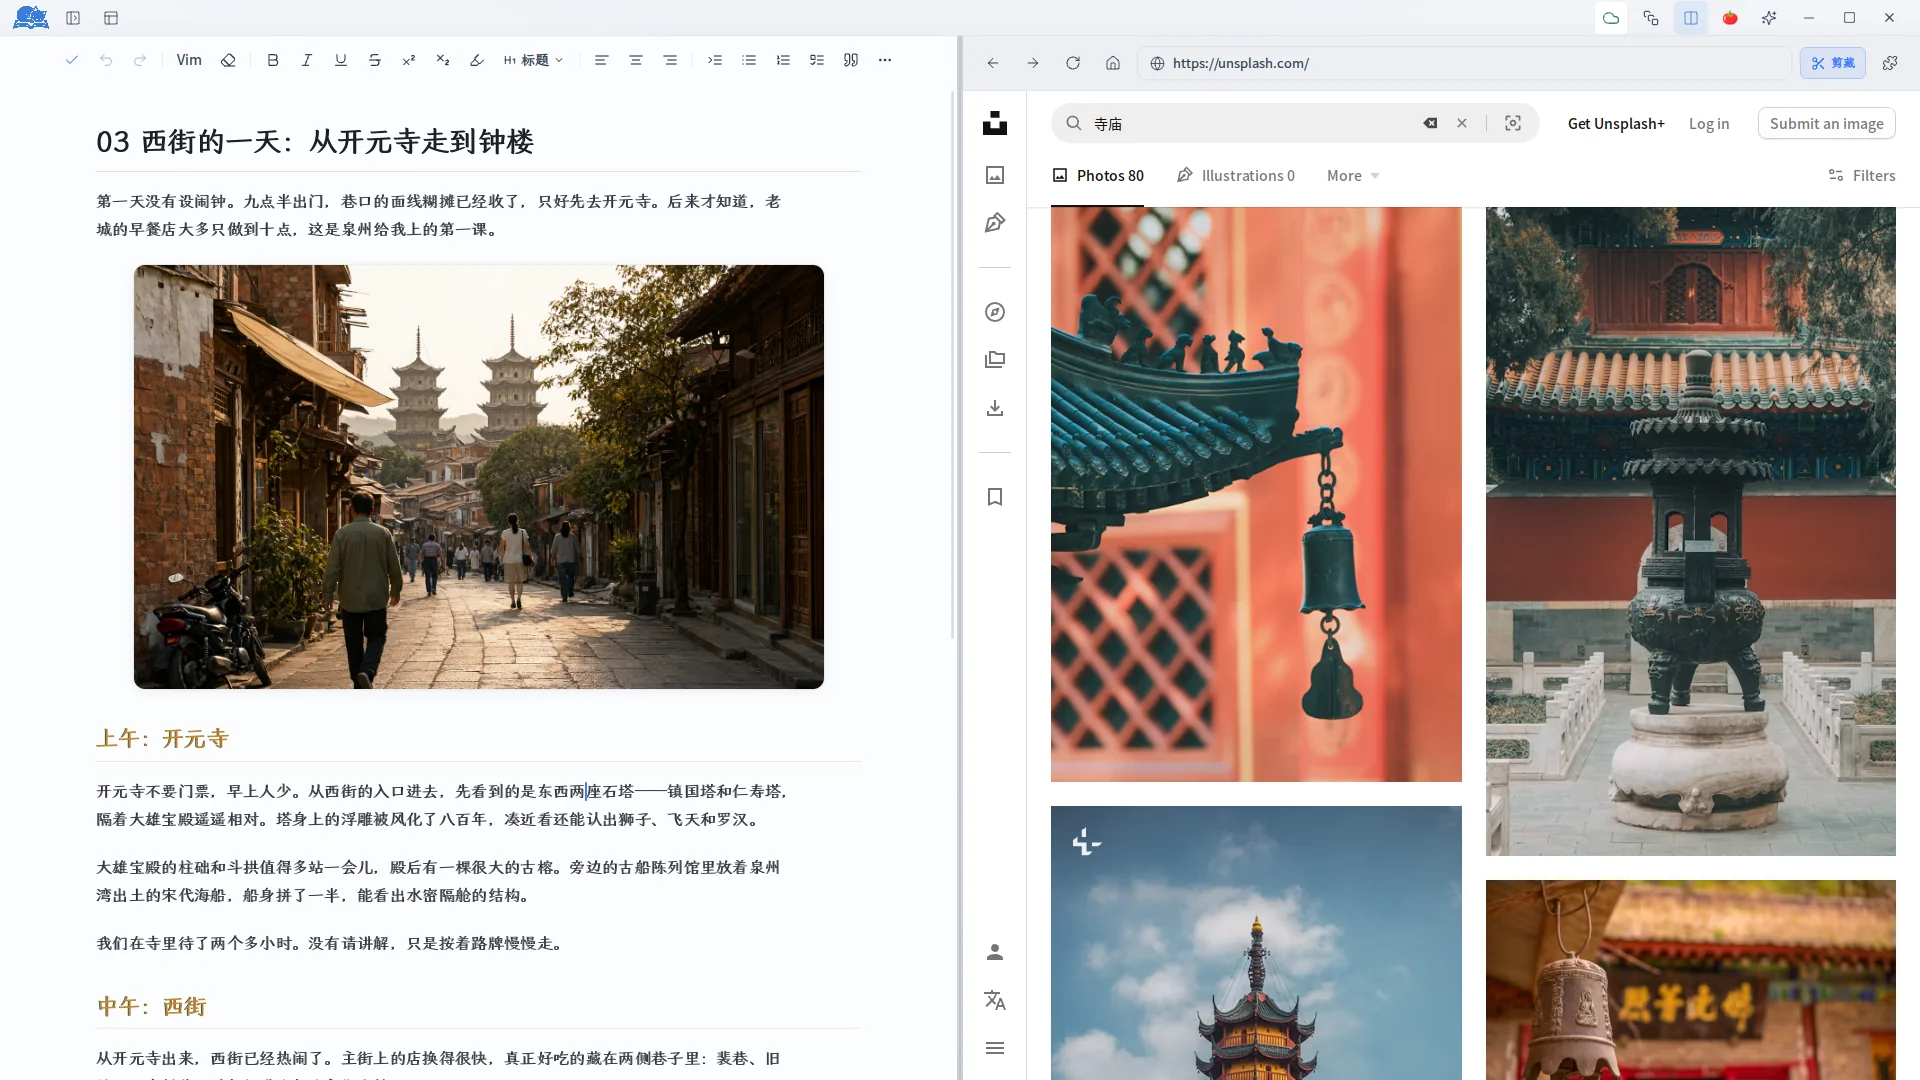 Vim
H1 标题
03 西街的一天：从开元寺走到钟楼
第一天没有设闹钟。九点半出门，巷口的面线糊摊已经收了，只好先去开元寺。后来才知道，老
城的早餐店大多只做到十点，这是泉州给我上的第一课。
上午：开元寺
开元寺不要门票，早上人少。从西街的入口进去，先看到的是东西两座石塔——镇国塔和仁寿塔，
隔着大雄宝殿遥遥相对。塔身上的浮雕被风化了八百年，凑近看还能认出狮子、飞天和罗汉。
大雄宝殿的柱础和斗拱值得多站一会儿，殿后有一棵很大的古榕。旁边的古船陈列馆里放着泉州
湾出土的宋代海船，船身拼了一半，能看出水密隔舱的结构。
我们在寺里待了两个多小时。没有请讲解，只是按着路牌慢慢走。
中午：西街
从开元寺出来，西街已经热闹了。主街上的店换得很快，真正好吃的藏在两侧巷子里：裴巷、旧
https://unsplash.com/
剪藏
寺庙
Get Unsplash+
Log in
Submit an image
Photos 80
Illustrations 0
More
Filters